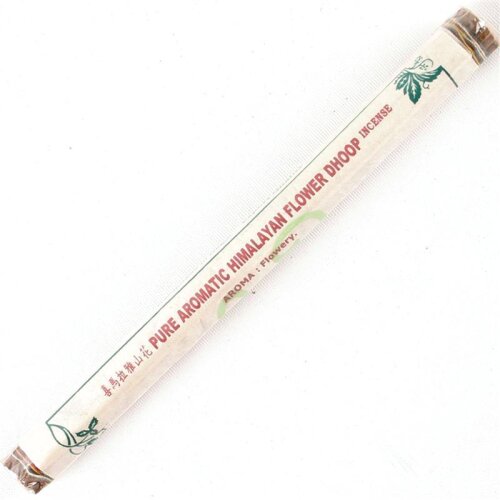 喜馬拉雅山花 PURE AROMATIC HIMALAYAN FLOWER DHOOP INCENSE
AROMA : Flowery.